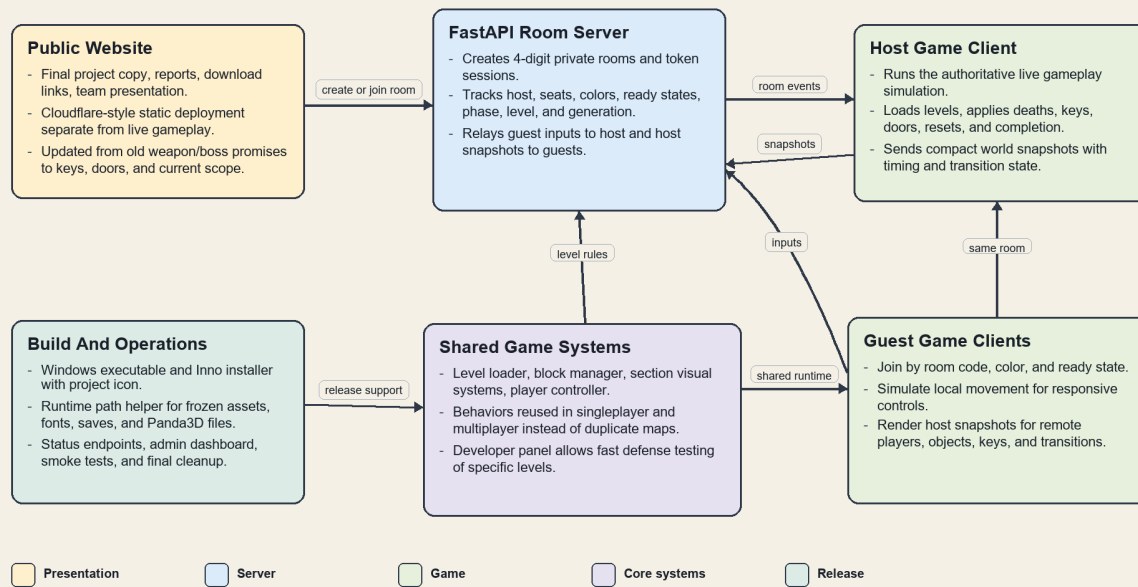 Public Website
- Final project copy, reports, download
links, team presentation.
- Cloudflare-style static deployment
separate from live gameplay.
- Updated from old weapon/boss promises
to keys, doors, and current scope.
create or join room
FastAPI Room Server
- Creates 4-digit private rooms and token
sessions.
- Tracks host, seats, colors, ready states,
phase, level, and generation.
- Relays guest inputs to host and host
snapshots to guests.
room events
snapshots
Host Game Client
- Runs the authoritative live gameplay
simulation.
- Loads levels, applies deaths, keys,
doors, resets, and completion.
- Sends compact world snapshots with
timing and transition state.
level rules
inputs
same room
Build And Operations
- Windows executable and Inno installer
with project icon.
- Runtime path helper for frozen assets,
fonts, saves, and Panda3D files.
- Status endpoints, admin dashboard,
smoke tests, and final cleanup.
release support
Shared Game Systems
- Level loader, block manager, section visual
systems, player controller.
- Behaviors reused in singleplayer and
multiplayer instead of duplicate maps.
- Developer panel allows fast defense testing
of specific levels.
shared runtime
Guest Game Clients
- Join by room code, color, and ready state.
- Simulate local movement for responsive
controls.
- Render host snapshots for remote
players, objects, keys, and transitions.
Presentation
Server
Game
Core systems
Release